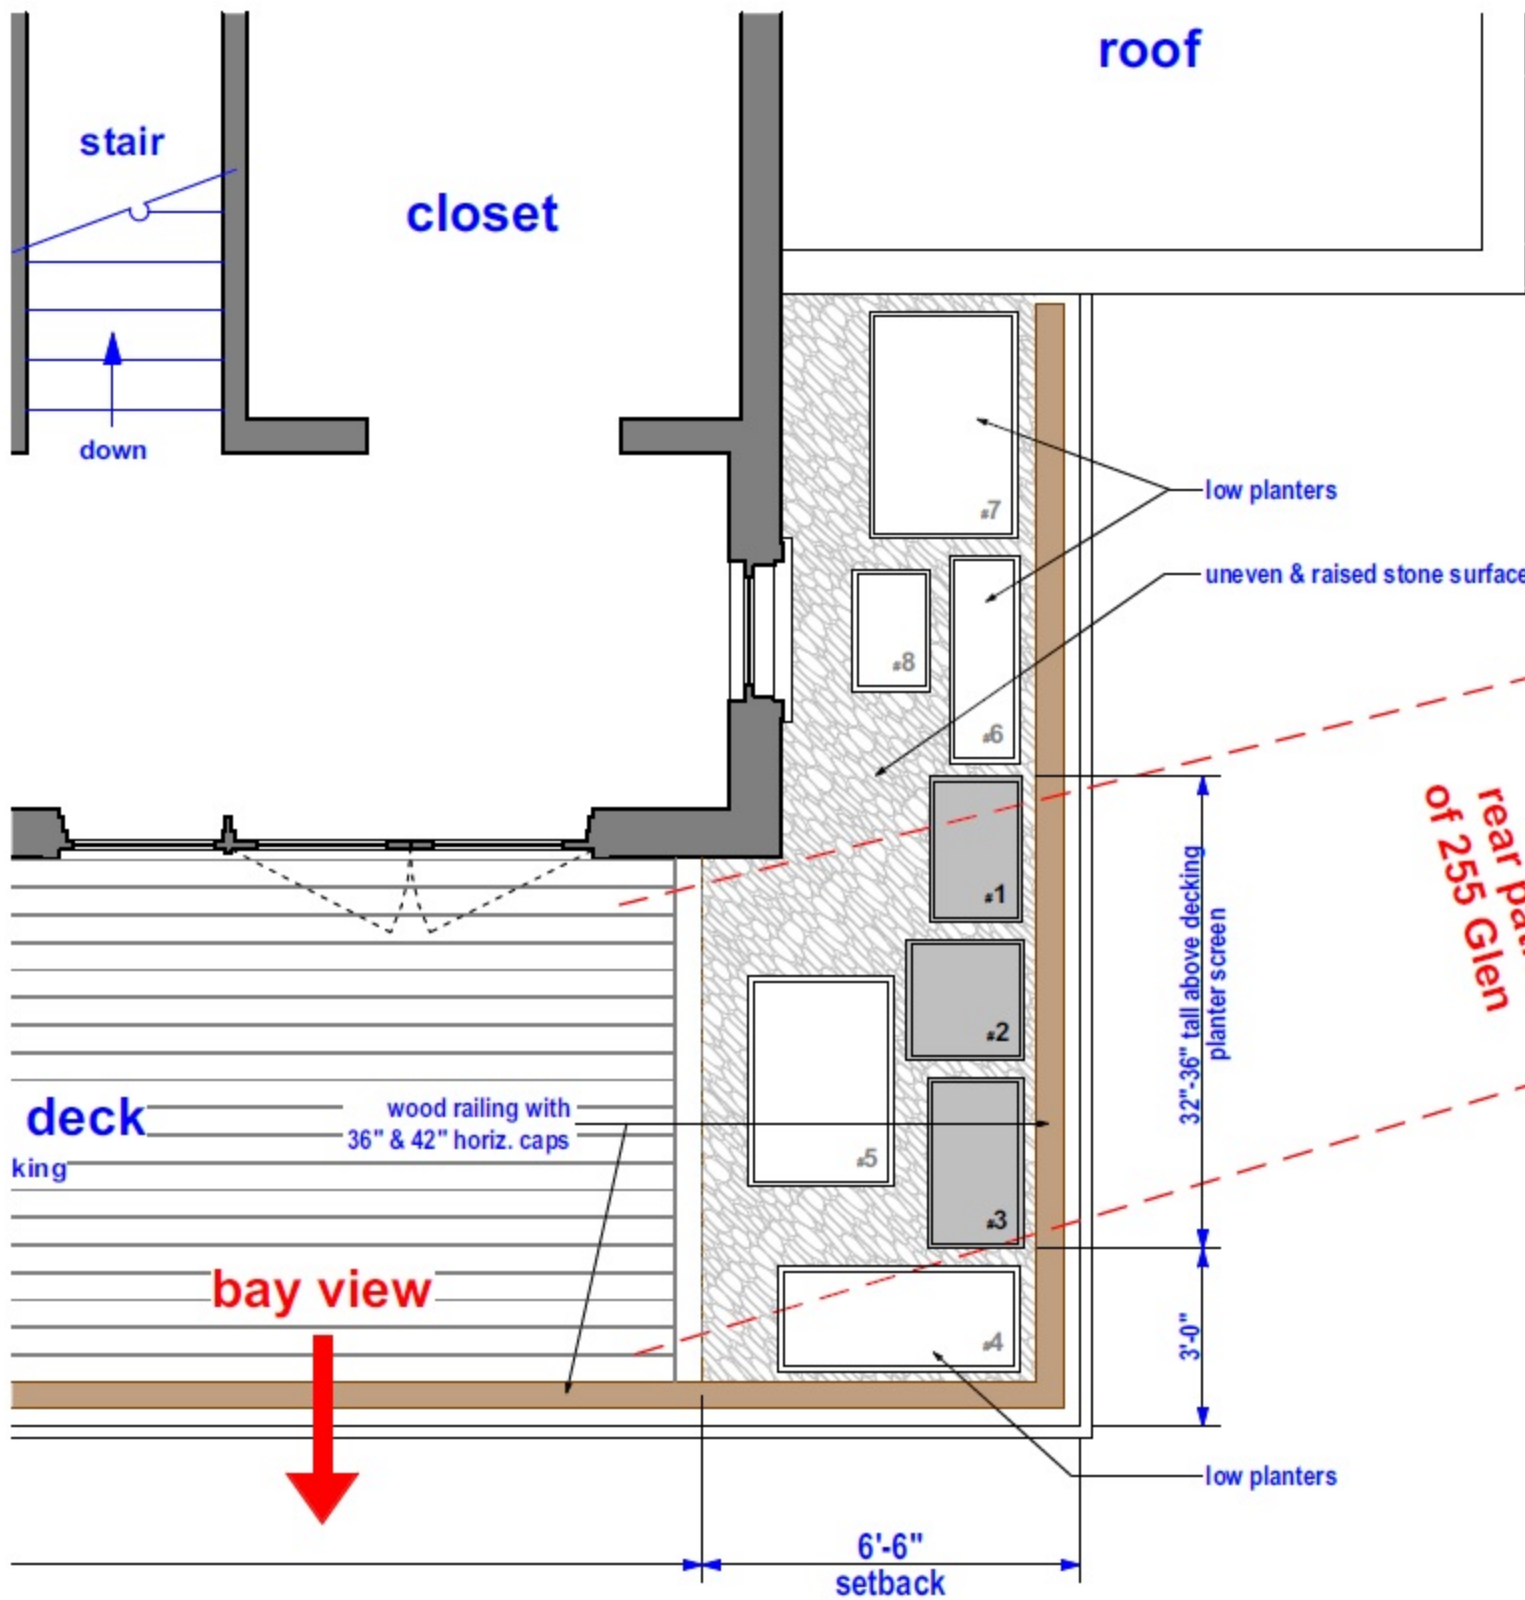 roof
stair
closet
down
#7
low planters
uneven & raised stone surface
#8
#6
rear
of 255 Glen
#1
32"-36" tall above decking
planter screen
#2
deck
king
wood railing with
36" & 42" horiz. caps
#5
#3
bay view
3'-0"
#4
low planters
6'-6"
setback